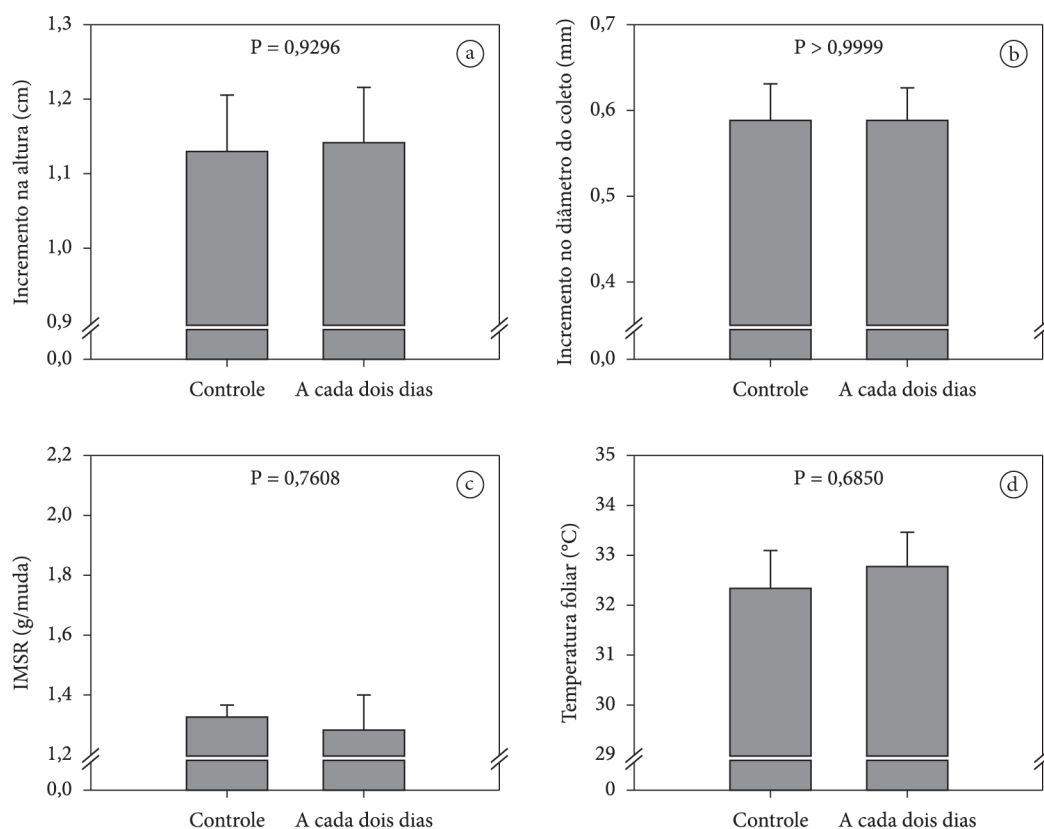 Incremento na altura (cm)
1,3
1,2
1,1
1,0
0,9
0,0
P = 0,9296
a
Controle
A cada dois dias
Incremento no diâmetro do coleto (mm)
0,7
0,6
0,5
0,4
0,0
P > 0,9999
b
Controle
A cada dois dias
IMSR (g/muda)
2,2
2,0
1,8
1,6
1,4
1,2
0,0
P = 0,7608
c
Controle
A cada dois dias
Temperatura foliar (°C)
35
34
33
32
31
30
29
0
P = 0,6850
d
Controle
A cada dois dias